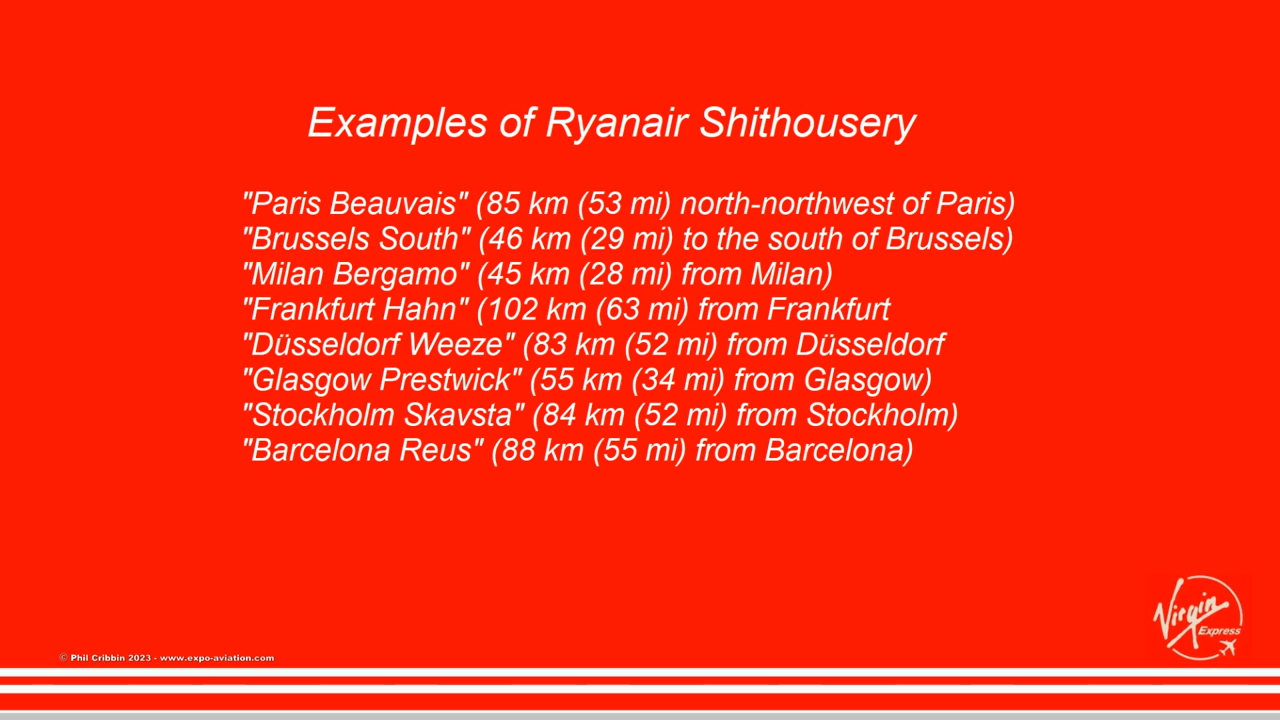 Examples of Ryanair Shithousery
"Paris Beauvais" (85 km (53 mi) north-northwest of Paris)
"Brussels South" (46 km (29 mi) to the south of Brussels)
"Milan Bergamo" (45 km (28 mi) from Milan)
"Frankfurt Hahn" (102 km (63 mi) from Frankfurt
"Düsseldorf Weeze" (83 km (52 mi) from Düsseldorf
"Glasgow Prestwick" (55 km (34 mi) from Glasgow)
"Stockholm Skavsta" (84 km (52 mi) from Stockholm)
"Barcelona Reus" (88 km (55 mi) from Barcelona)
Virgin
Express
© Phil Cribbin 2023 - www.expo-aviation.com